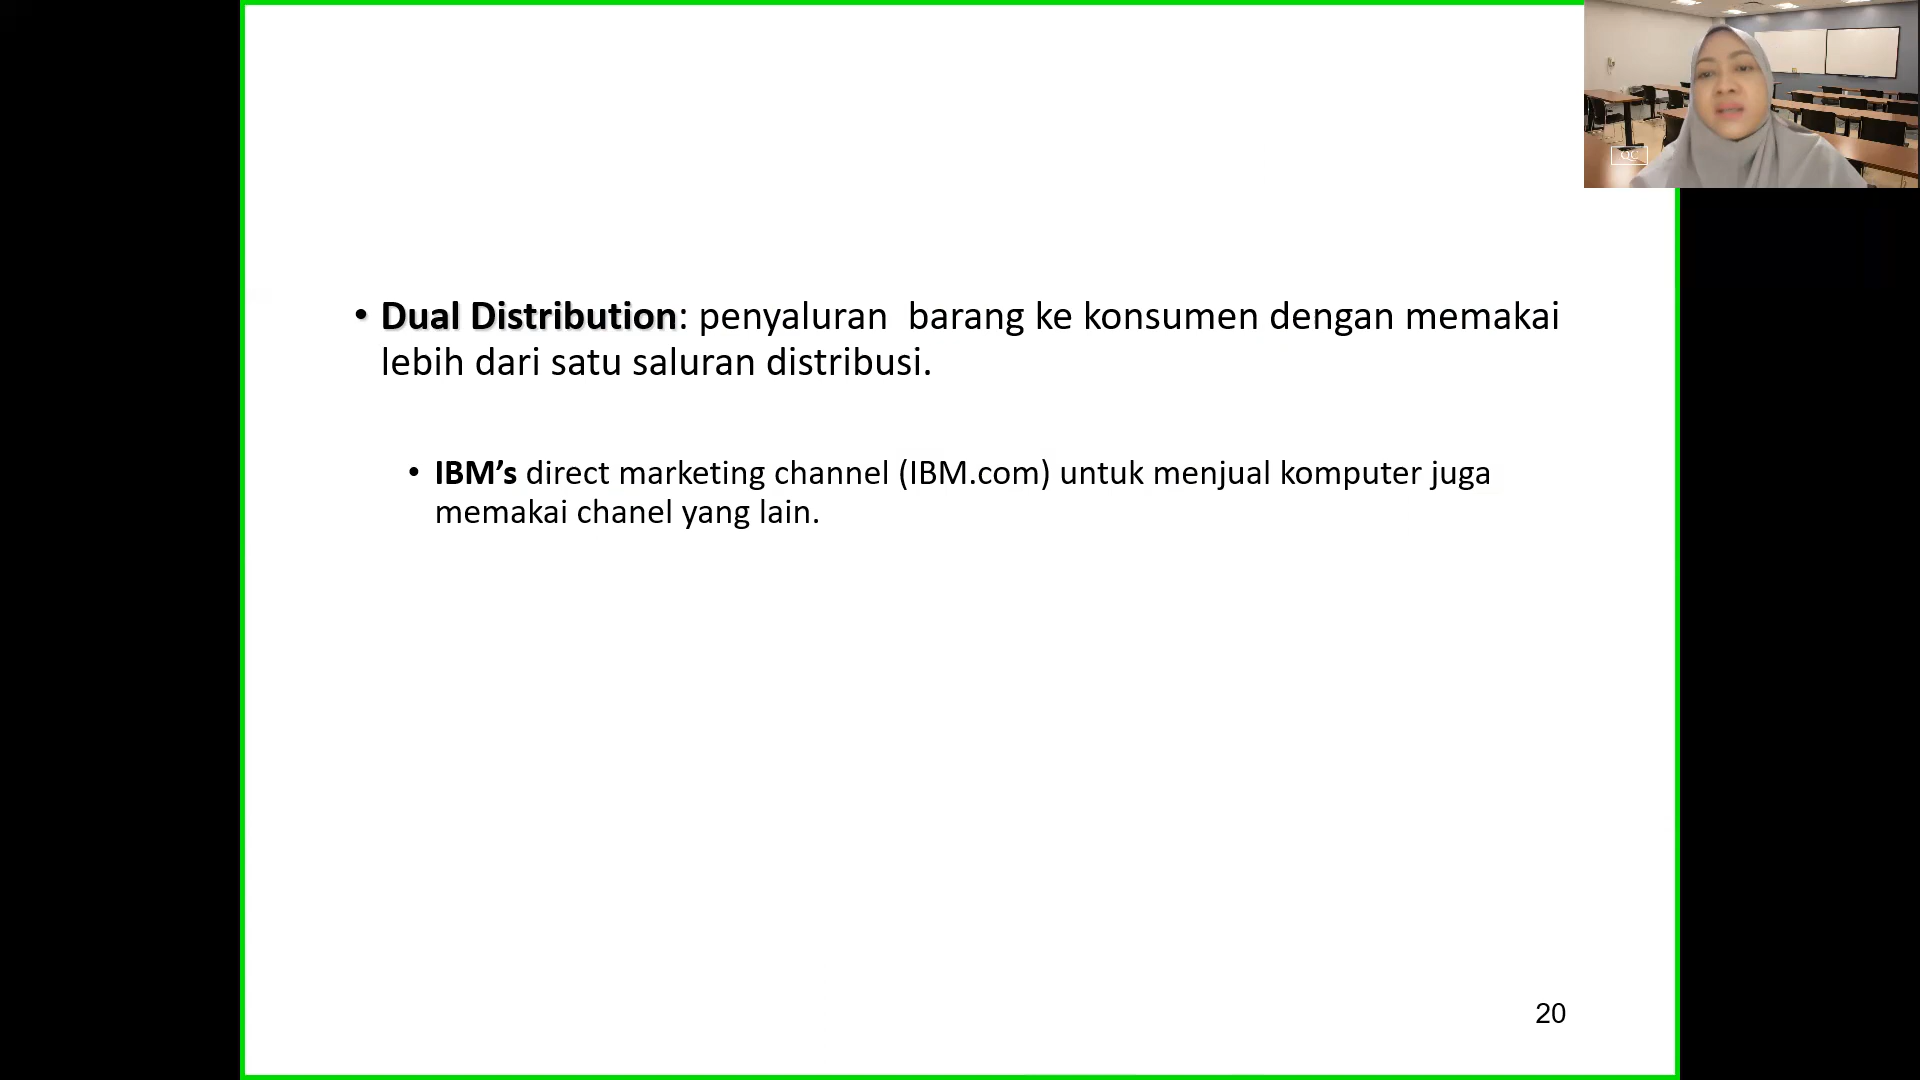 • Dual Distribution: penyaluran  barang ke konsumen dengan memakai
lebih dari satu saluran distribusi.
• IBM’s direct marketing channel (IBM.com) untuk menjual komputer juga
memakai chanel yang lain.
20